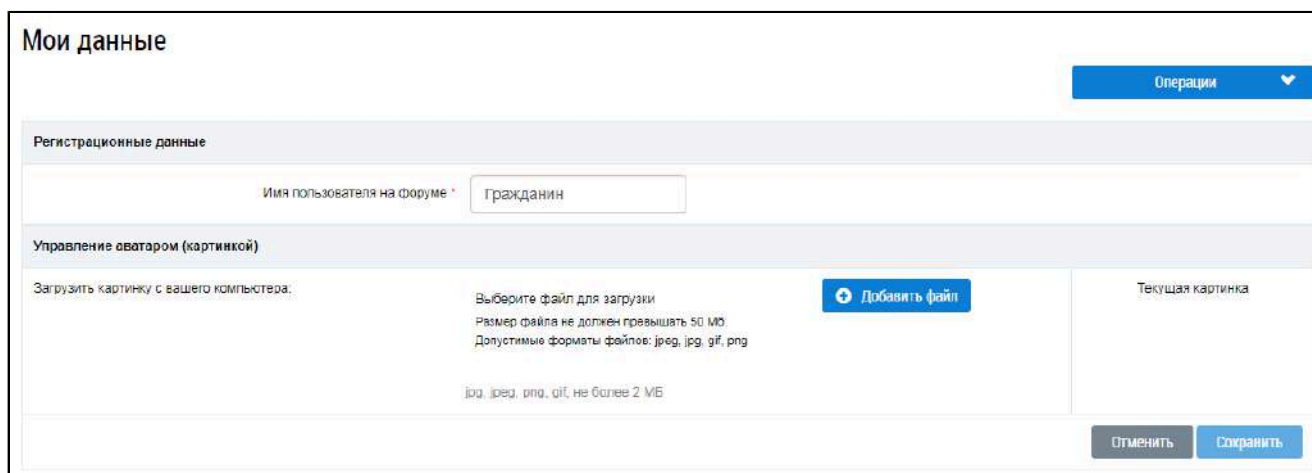 Мои данные
Операции
Регистрационные данные
Имя пользователя на форуме *
Гражданин
Управление аватаром (картинкой)
Загрузить картинку с вашего компьютера:
Выберите файл для загрузки
Добавить файл
Текущая картинка
Размер файла не должен превышать 50 Мб
Допустимые форматы файлов: jpeg, jpg, gif, png
jpg, jpeg, png, gif, не более 2 МБ
Отменить
Сохранить